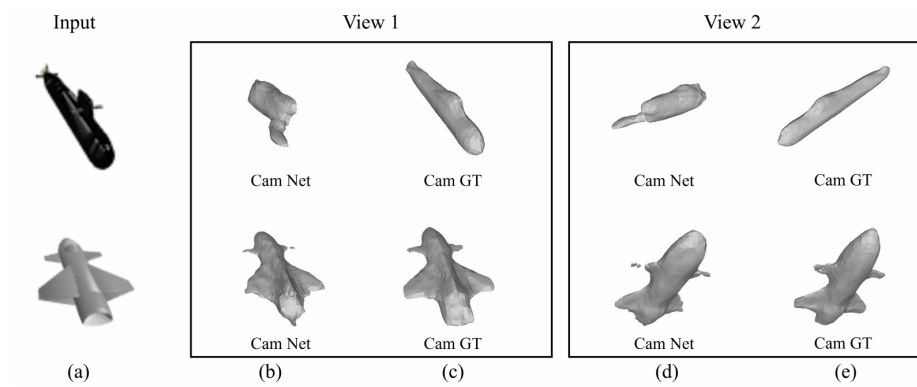 Input View 1 View 2
Cam Net Cam GT Cam Net Cam GT
Cam Net Cam GT Cam Net Cam GT
(a) (b) (c) (d) (e)